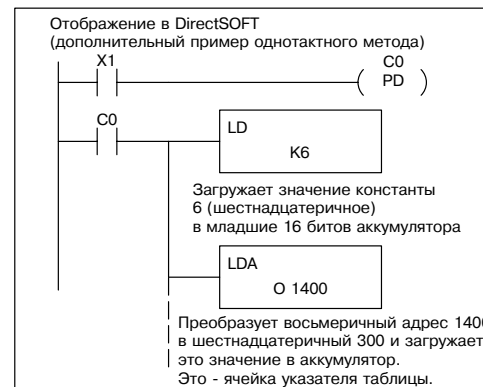 Отображение в DirectSOFT
(дополнительный пример однотактного метода)
X1
C0
PD
C0
LD
K6
Загружает значение константы
6 (шестнадцатеричное)
в младшие 16 битов аккумулятора
LDA
O 1400
Преобразует восьмеричный адрес 1400
в шестнадцатеричный 300 и загружает
это значение в аккумулятор.
Это - ячейка указателя таблицы.